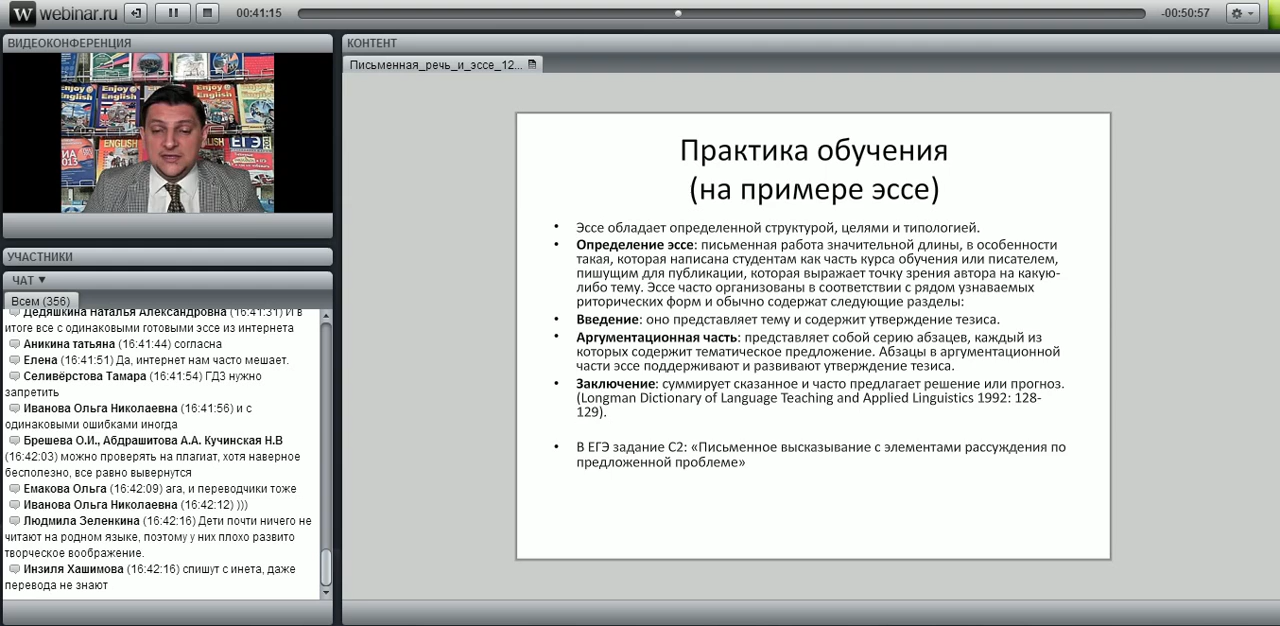 W webinar.ru
00:41:15
-00:50:57
ВИДЕОКОНФЕРЕНЦИЯ
Enjoy English
Enjoy English
ENGLISH
ЕГЭ
2013
УЧАСТНИКИ
ЧАТ ▼
Всем (356)
Дедяшкина Наталья Александровна (16:41:31) И в
итоге все с одинаковыми готовыми эссе из интернета
Аникина татьяна (16:41:44) согласна
Елена (16:41:51) Да, интернет нам часто мешает.
Селивёрстова Тамара (16:41:54) ГДЗ нужно
запретить
Иванова Ольга Николаевна (16:41:56) и с
одинаковыми ошибками иногда
Брешева О.И., Абдрашитова А.А. Кучинская Н.В
(16:42:03) можно проверять на плагиат, хотя наверное
бесполезно, все равно вывернутся
Емакова Ольга (16:42:09) ага, и переводчики тоже
Иванова Ольга Николаевна (16:42:12) )))
Людмила Зеленкина (16:42:16) Дети почти ничего не
читают на родном языке, поэтому у них плохо развито
творческое воображение.
Инзиля Хашимова (16:42:16) спишут с инета, даже
перевода не знают
КОНТЕНТ
Письменная_речь_и_эссе_12...
Практика обучения
(на примере эссе)
• Эссе обладает определенной структурой, целями и типологией.
• Определение эссе: письменная работа значительной длины, в особенности
такая, которая написана студентам как часть курса обучения или писателем,
пишущим для публикации, которая выражает точку зрения автора на какую-
либо тему. Эссе часто организованы в соответствии с рядом узнаваемых
риторических форм и обычно содержат следующие разделы:
• Введение: оно представляет тему и содержит утверждение тезиса.
• Аргументационная часть: представляет собой серию абзацев, каждый из
которых содержит тематическое предложение. Абзацы в аргументационной
части эссе поддерживают и развивают утверждение тезиса.
• Заключение: суммирует сказанное и часто предлагает решение или прогноз.
(Longman Dictionary of Language Teaching and Applied Linguistics 1992: 128-
129).
• В ЕГЭ задание С2: «Письменное высказывание с элементами рассуждения по
предложенной проблеме»